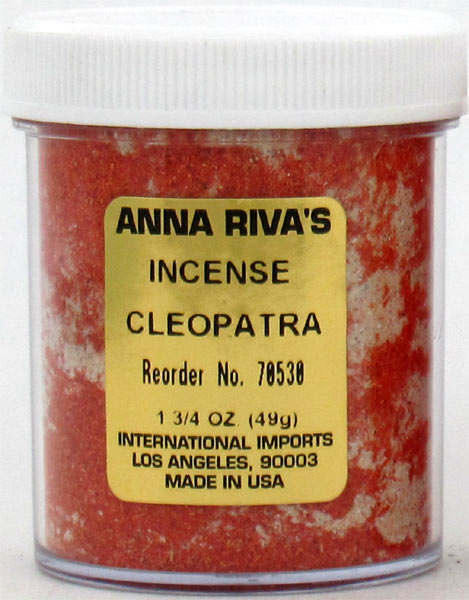 ANNA RIVA'S
INCENSE
CLEOPATRA
Reorder No. 70530
1 3/4 OZ. (49g)
INTERNATIONAL IMPORTS
LOS ANGELES, 90003
MADE IN USA